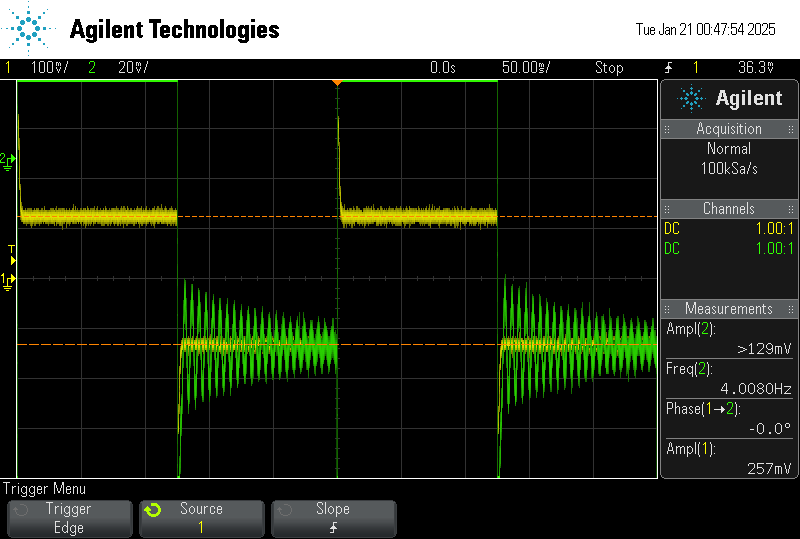 Agilent Technologies
Tue Jan 21 00:47:54 2025
1 100mV/ 2 20mV/ 0.0s 50.00ms/ Stop 1 36.3mV
Agilent
Acquisition
Normal
100kSa/s
Channels
DC 1.00:1
DC 1.00:1
Measurements
Ampl(2):
>129mV
Freq(2):
4.0080Hz
Phase(1→2):
-0.0°
Ampl(1):
257mV
2
T
1
Trigger Menu
Trigger
Edge
Source
1
Slope